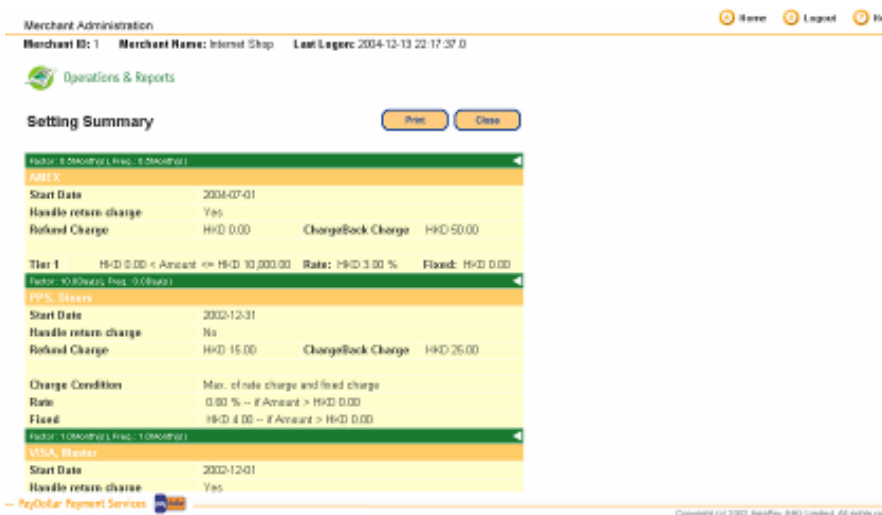 Home Logout
Merchant Administration
Merchant ID: 1 Merchant Name: Internet Shop Last Logon: 2004-12-13 22:17:37.0
Operations & Reports
Setting Summary
Print Close
AMEX
Start Date 2004-07-01
Handle return charge Yes
Refund Charge HKD 0.00 ChargeBack Charge HKD 50.00
Tier 1 HKD 0.00 < Amount <= HKD 10,000.00 Rate: HKD 3.00 % Fixed: HKD 0.00
PPS, Diners
Start Date 2002-12-31
Handle return charge No
Refund Charge HKD 15.00 ChargeBack Charge HKD 25.00
Charge Condition Max. of rate charge and fixed charge
Rate % -- if Amount > HKD 0.00
Fixed HKD 4.00 -- if Amount > HKD 0.00
VISA, Master
Start Date 2002-12-01
Handle return charge Yes
PayDollar Payment Services